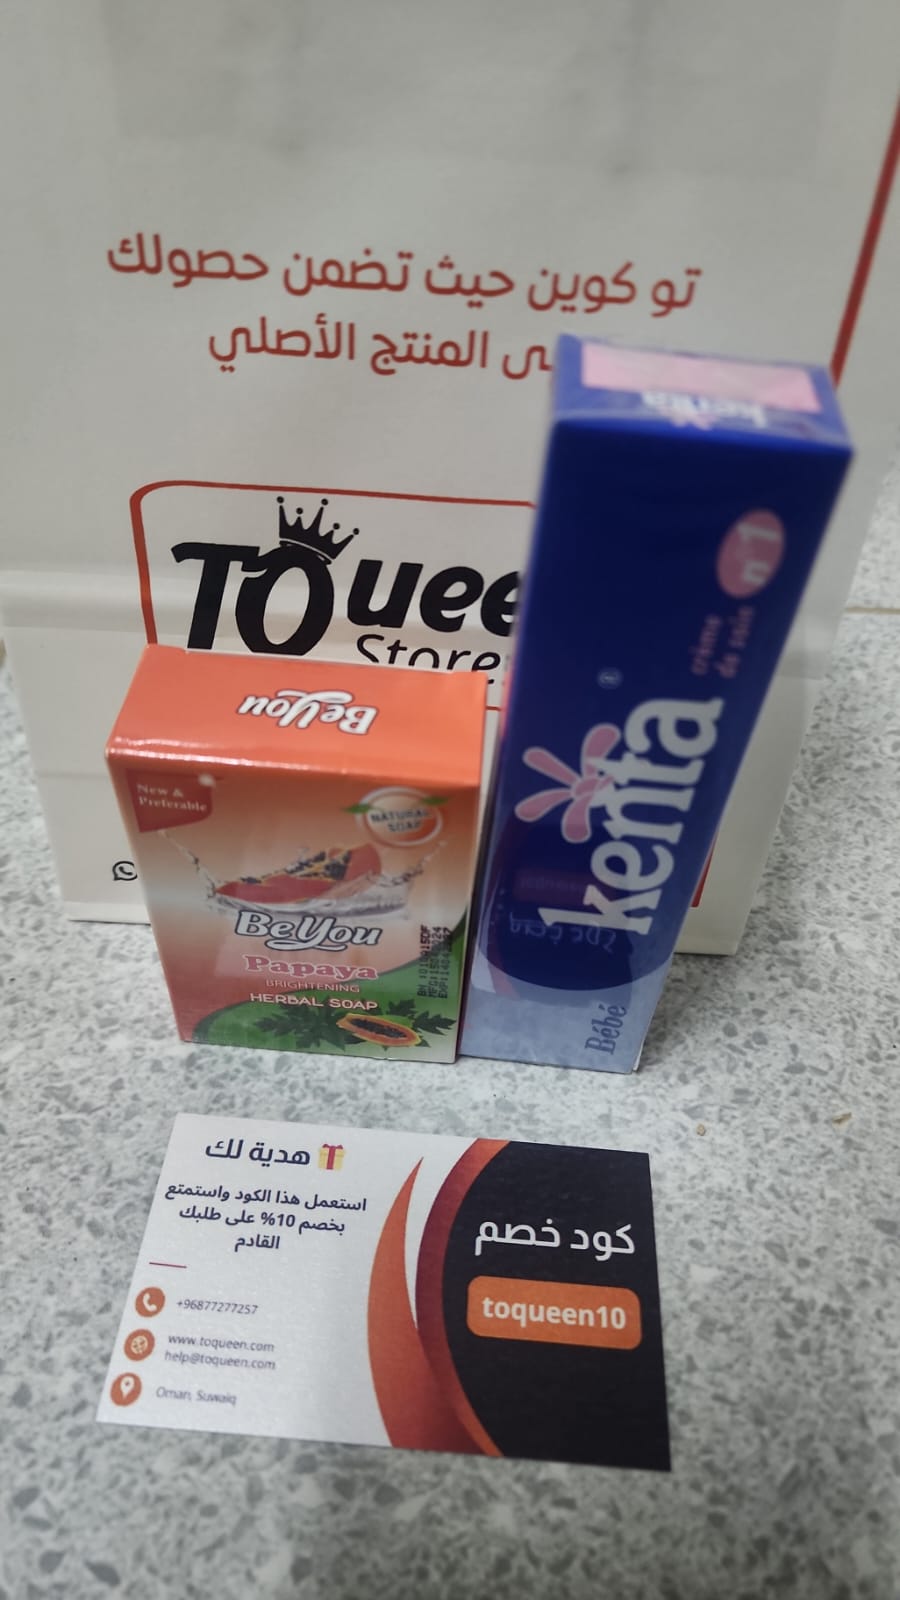 تو كوين حيث تضمن حصولك
المنتج الأصلي
TQuee
Store
kenta
n°1
crème
de soin
kenta
Bébé
BeYou
New &
Preferable
NATURAL
SOAP
BeYou
Papaya
BRIGHTENING
HERBAL SOAP
هدية لك
استعمل هذا الكود واستمتع
بخصم 10% على طلبك
القادم
+96877277257
www.toqueen.com
help@toqueen.com
Oman, Suwaiq
كود خصم
toqueen10